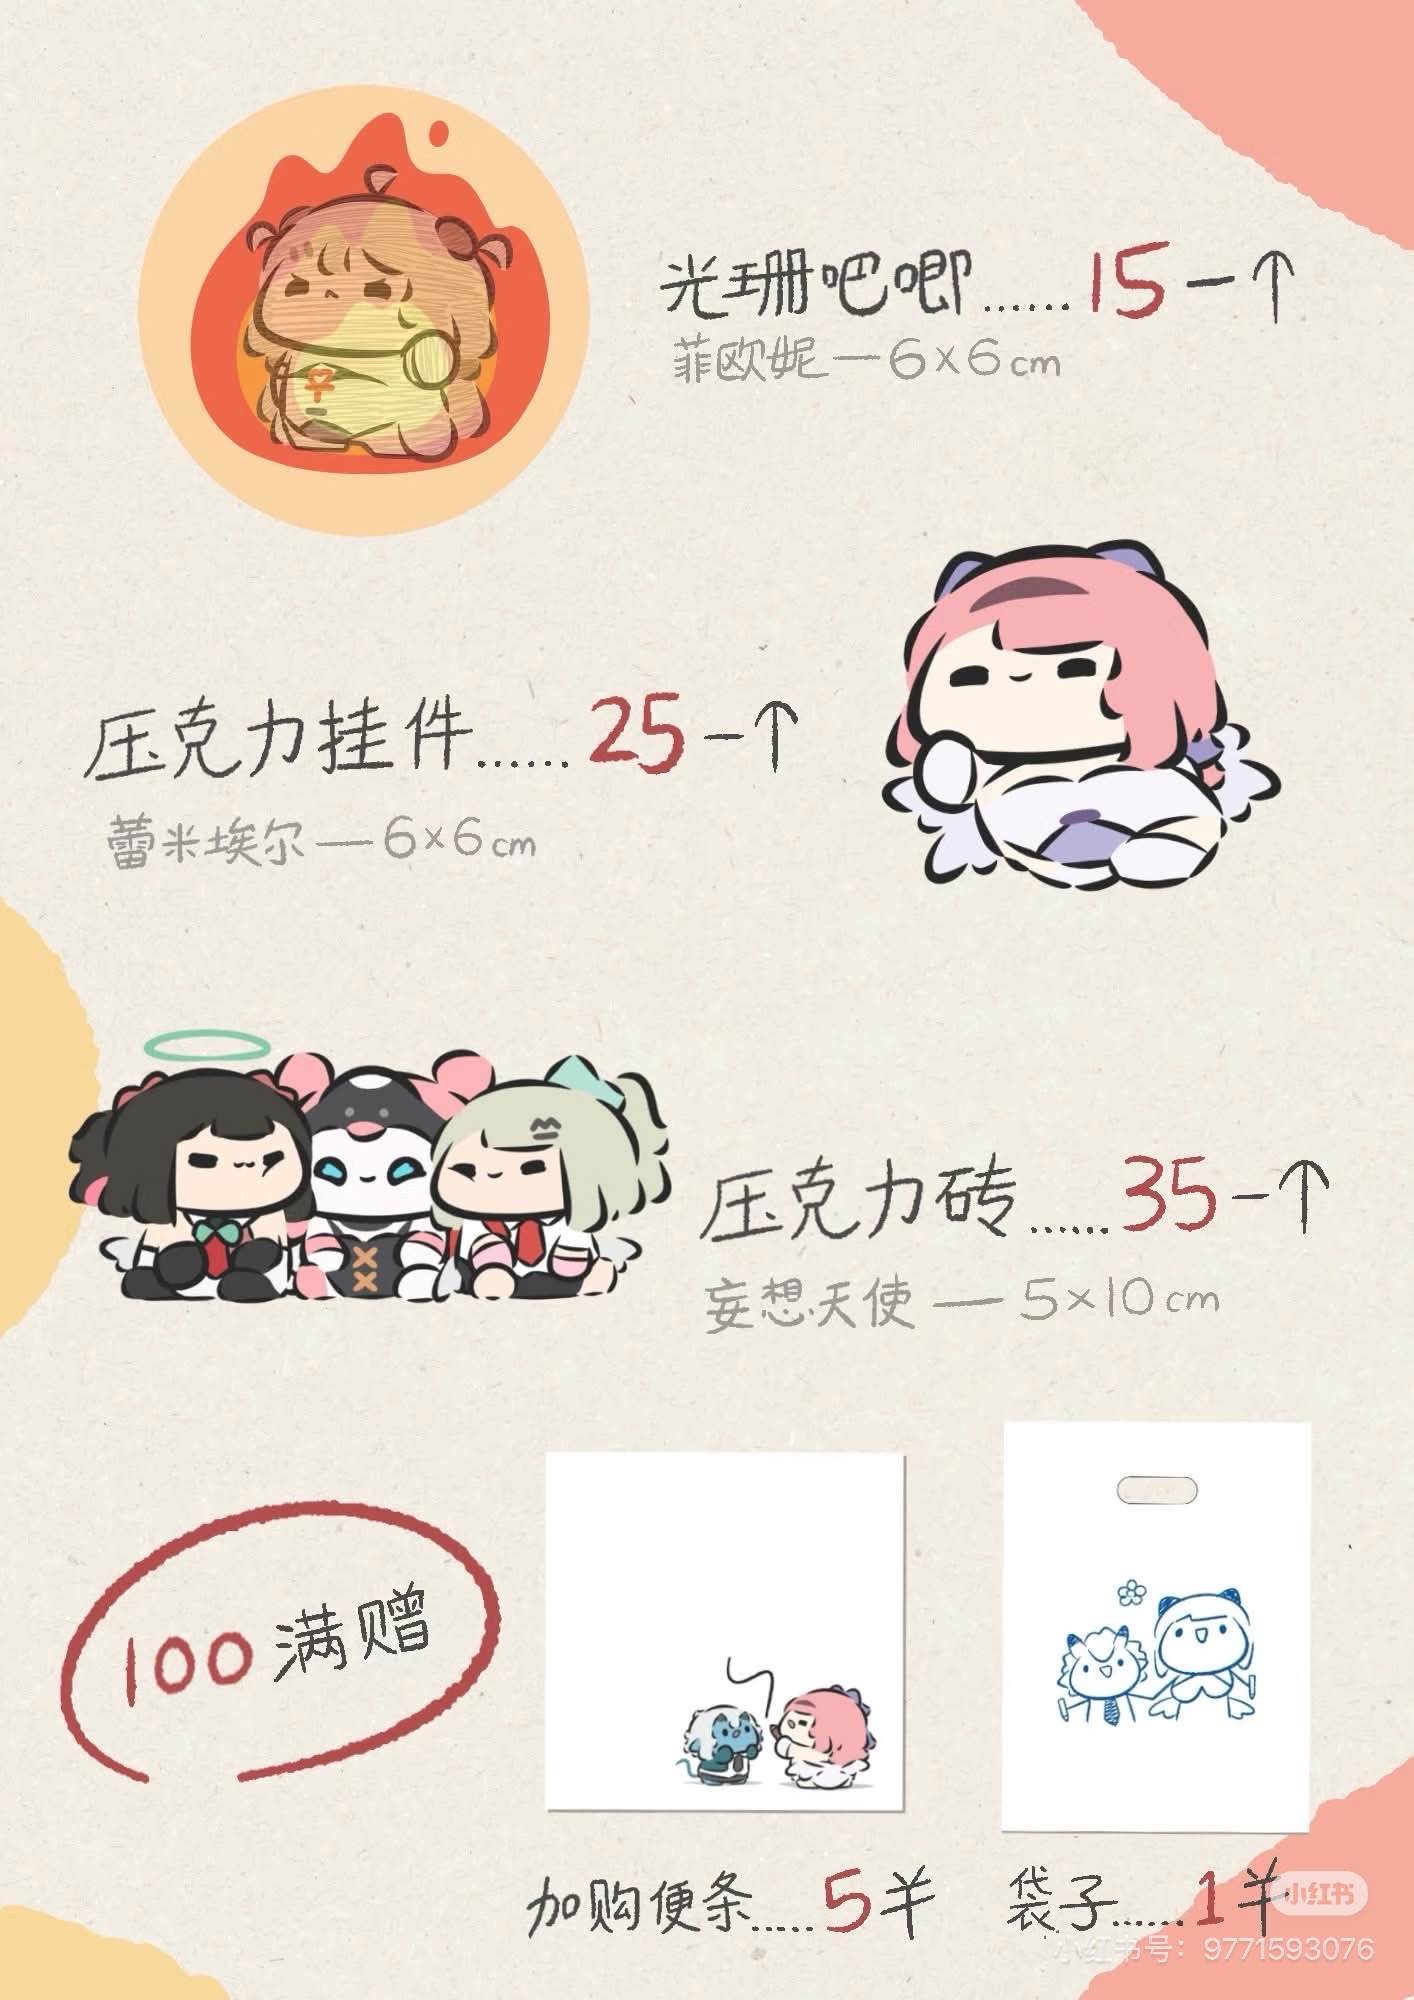 光珊吧唧……15一个
菲欧妮—6×6cm
压克力挂件……25一个
蕾米埃尔—6×6cm
压克力砖……35一个
妄想天使—5×10cm
100满赠
加购便条……5羊
袋子……1羊
小红书
小红书号：9771593076